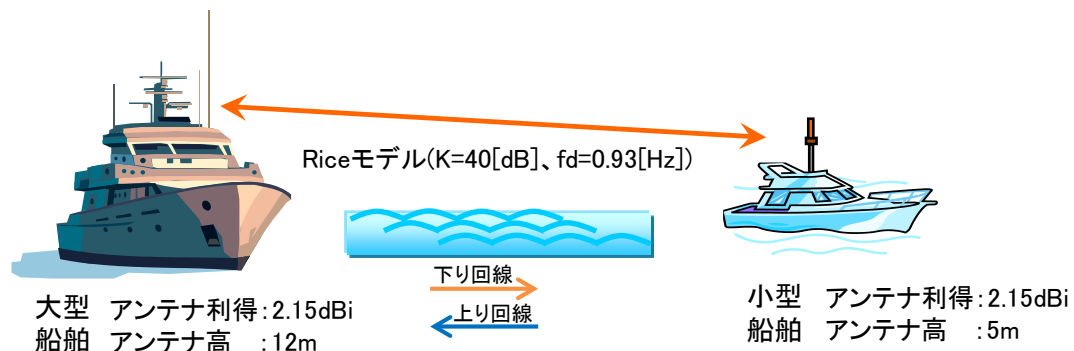 Riceモデル(K=40[dB]、fd=0.93[Hz])
下り回線
上り回線
大型 アンテナ利得:2.15dBi
船舶 アンテナ高 :12m
小型 アンテナ利得:2.15dBi
船舶 アンテナ高 :5m